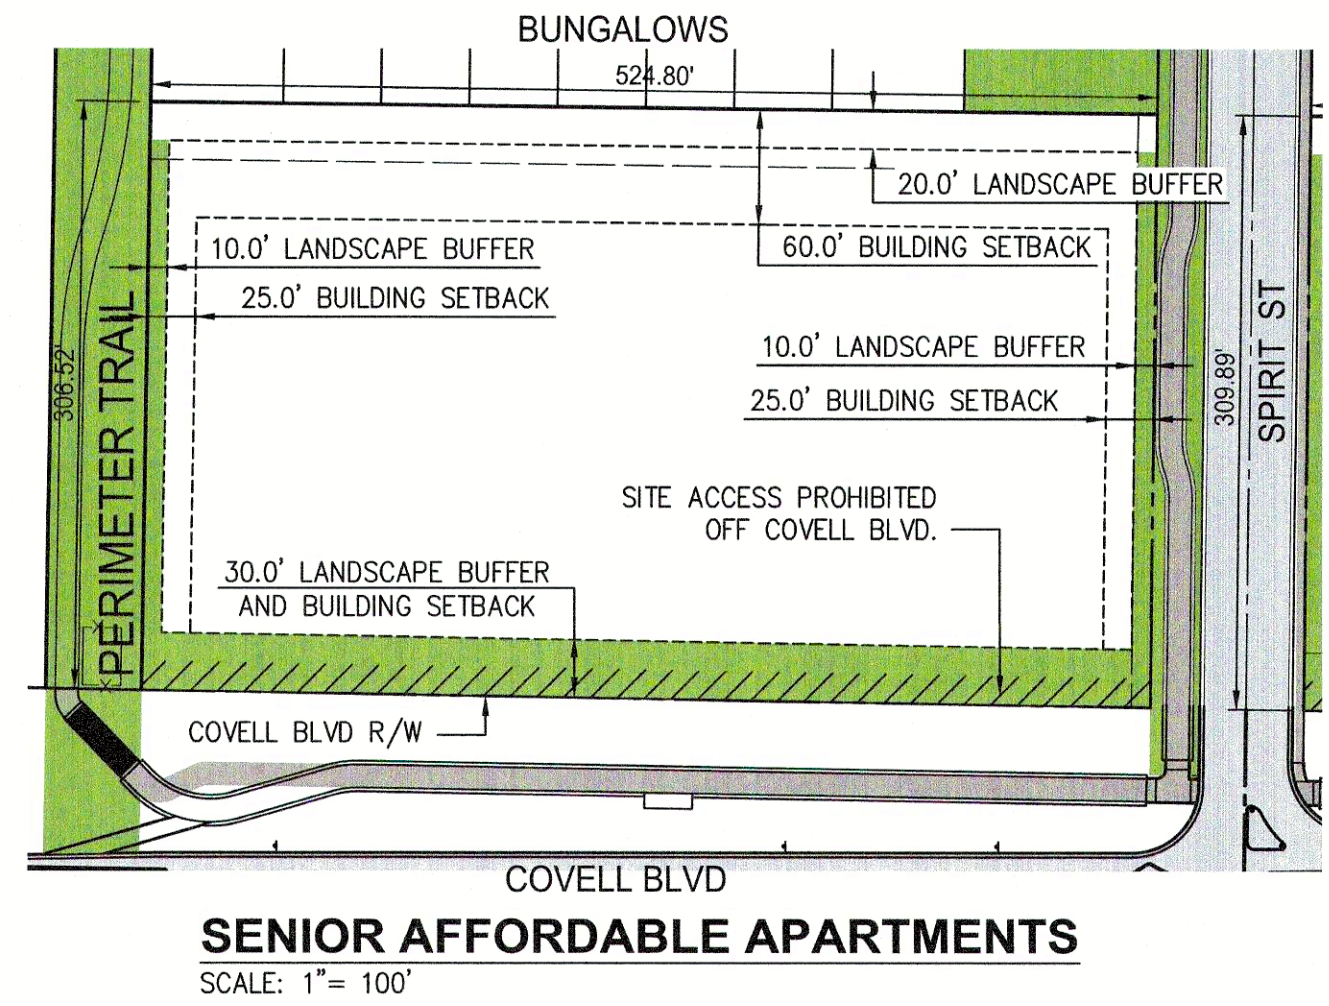 BUNGALOWS
524.80'
20.0' LANDSCAPE BUFFER
10.0' LANDSCAPE BUFFER
60.0' BUILDING SETBACK
25.0' BUILDING SETBACK
10.0' LANDSCAPE BUFFER
25.0' BUILDING SETBACK
306.52'
PERIMETER TRAIL
309.89'
SPIRIT ST
SITE ACCESS PROHIBITED
OFF COVELL BLVD.
30.0' LANDSCAPE BUFFER
AND BUILDING SETBACK
COVELL BLVD R/W
COVELL BLVD
SENIOR AFFORDABLE APARTMENTS
SCALE: 1"= 100'